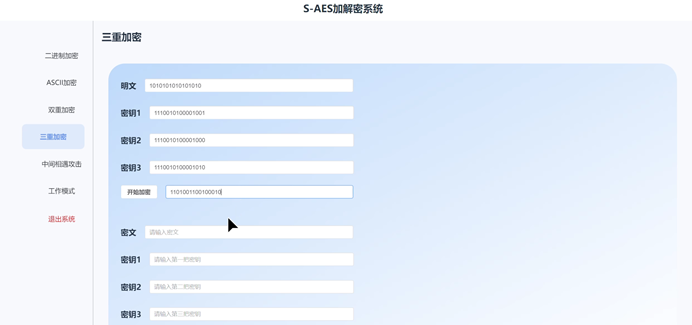 S-AES加解密系统
三重加密
二进制加密
ASCII加密
双重加密
三重加密
中间相遇攻击
工作模式
退出系统
明文 1010101010101010
密钥1 1110010100001001
密钥2 1110010100001000
密钥3 1110010100001010
开始加密 1101001100100010
密文 请输入密文
密钥1 请输入第一把密钥
密钥2 请输入第二把密钥
密钥3 请输入第三把密钥